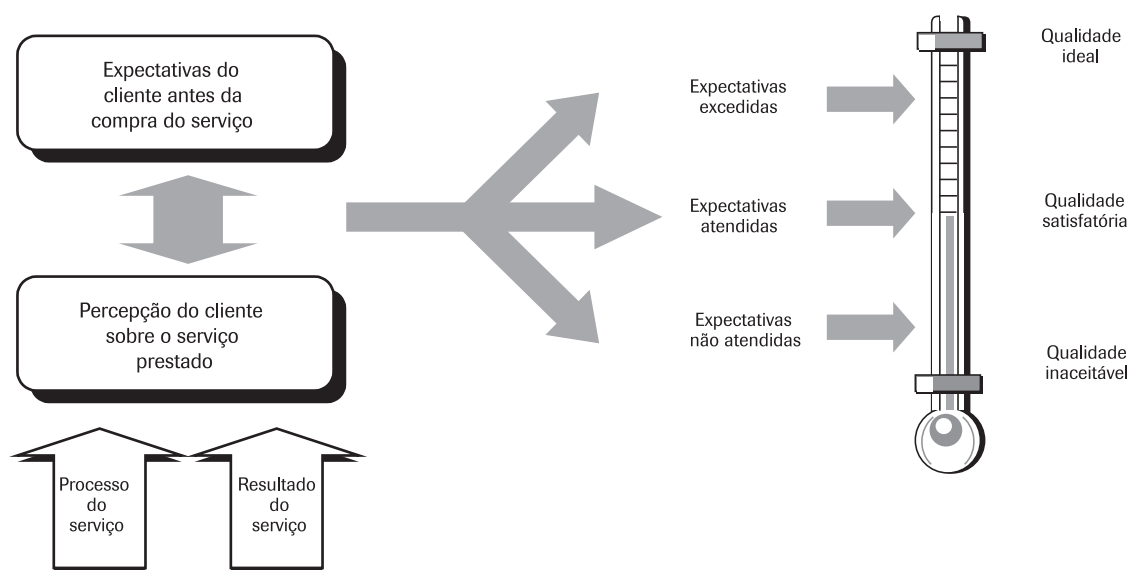 Expectativas do
cliente antes da
compra do serviço
Percepção do cliente
sobre o serviço
prestado
Processo
do
serviço
Resultado
do
serviço
Expectativas
excedidas
Expectativas
atendidas
Expectativas
não atendidas
Qualidade
ideal
Qualidade
satisfatória
Qualidade
inaceitável